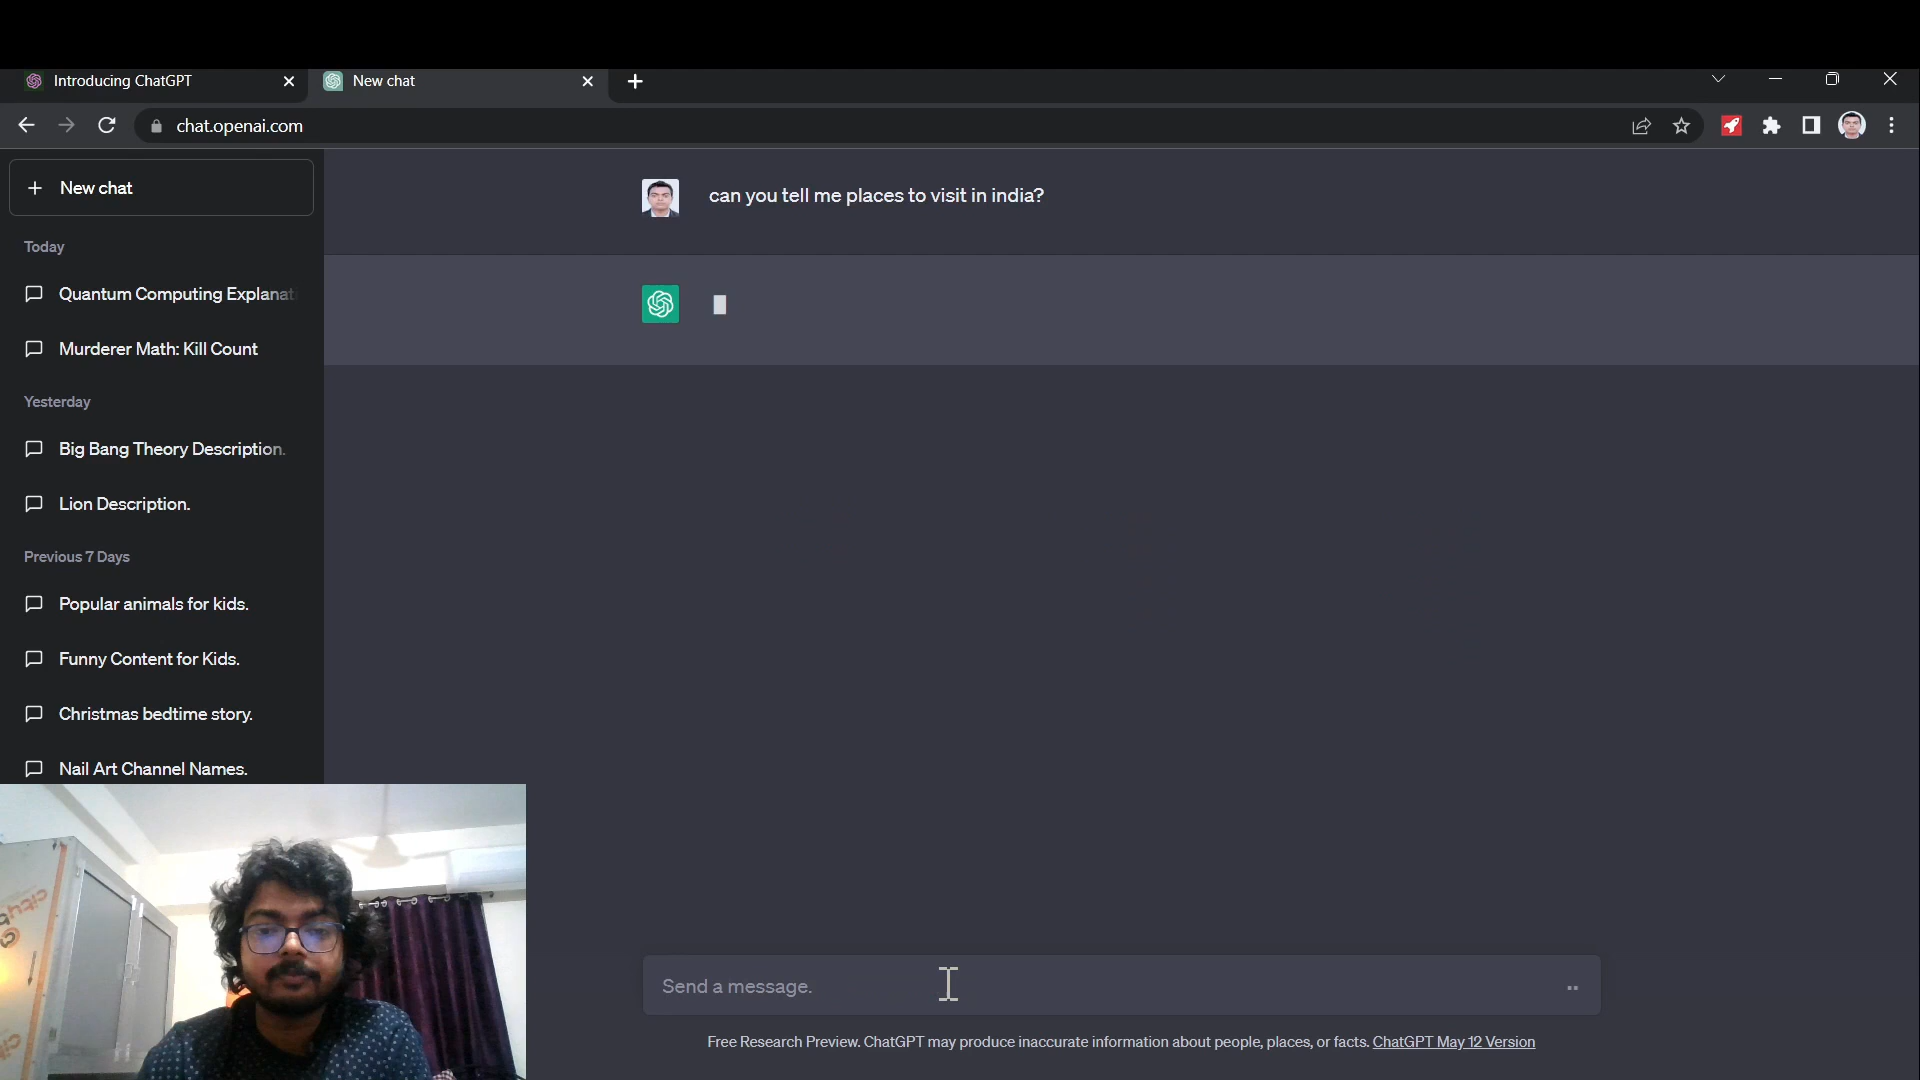 Introducing ChatGPT
New chat
chat.openai.com
New chat
can you tell me places to visit in india?
Today
Quantum Computing Explanat
Murderer Math: Kill Count
Yesterday
Big Bang Theory Description.
Lion Description.
Previous 7 Days
Popular animals for kids.
Funny Content for Kids.
Christmas bedtime story.
Nail Art Channel Names.
Send a message.
Free Research Preview. ChatGPT may produce inaccurate information about people, places, or facts. ChatGPT May 12 Version